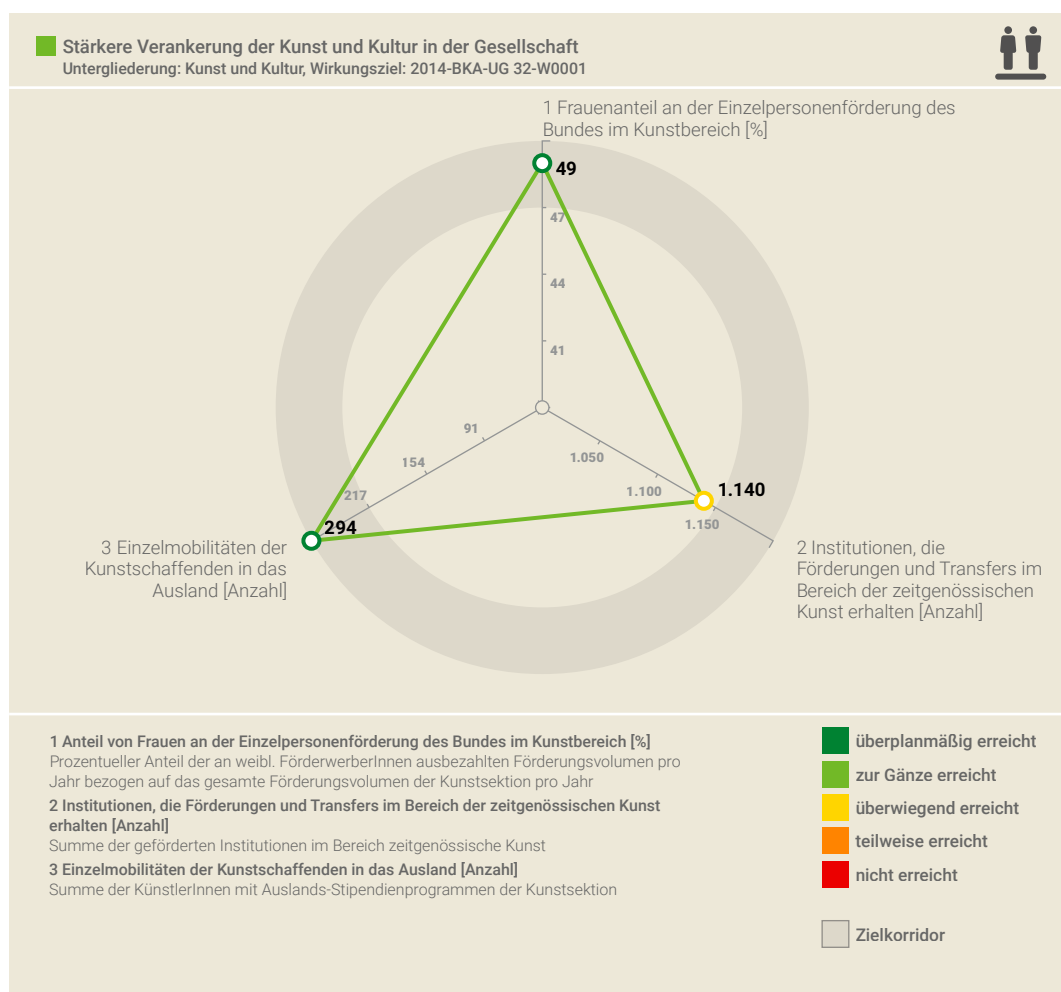 Stärkere Verankerung der Kunst und Kultur in der Gesellschaft
Untergliederung: Kunst und Kultur, Wirkungsziel: 2014-BKA-UG 32-W0001
1 Frauenanteil an der Einzelpersonenförderung des
Bundes im Kunstbereich [%]
49
47
44
41
91
154
217
294
1.050
1.100
1.150
1.140
3 Einzelmobilitäten der
Kunstschaffenden in das
Ausland [Anzahl]
2 Institutionen, die
Förderungen und Transfers im
Bereich der zeitgenössischen
Kunst erhalten [Anzahl]
1 Anteil von Frauen an der Einzelpersonenförderung des Bundes im Kunstbereich [%]
Prozentueller Anteil der an weibl. FörderwerberInnen ausbezahlten Förderungsvolumen pro
Jahr bezogen auf das gesamte Förderungsvolumen der Kunstsektion pro Jahr
2 Institutionen, die Förderungen und Transfers im Bereich der zeitgenössischen Kunst
erhalten [Anzahl]
Summe der geförderten Institutionen im Bereich zeitgenössische Kunst
3 Einzelmobilitäten der Kunstschaffenden in das Ausland [Anzahl]
Summe der KünstlerInnen mit Auslands-Stipendienprogrammen der Kunstsektion
überplanmäßig erreicht
zur Gänze erreicht
überwiegend erreicht
teilweise erreicht
nicht erreicht
Zielkorridor